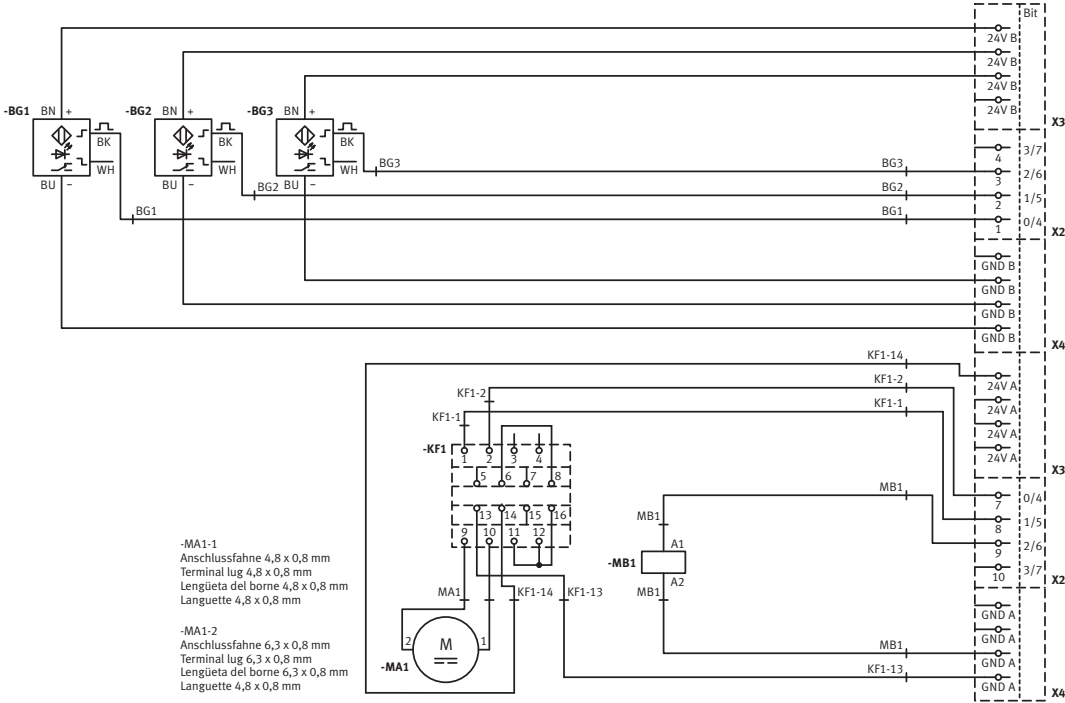 Bit
24V B
24V B
24V B
24V B
X3
-BG1 BN + -BG2 BN + -BG3 BN +
BK BK BK
WH WH WH
BU – BU – BU –
BG3 BG3
BG2 BG2
BG1 BG1
4 3/7
3 2/6
2 1/5
1 0/4
X2
GND B
GND B
GND B
GND B
X4
KF1-14
KF1-2
KF1-1
24V A
24V A
24V A
24V A
X3
KF1-2
KF1-1
-KF1
1 2 3 4
5 6 7 8
13 14 15 16
9 10 11 12
MB1
7 0/4
8 1/5
9 2/6
10 3/7
X2
MB1
A1
-MB1
A2
MB1
MA1 KF1-14 KF1-13
2 M 1
-MA1
-MA1-1
Anschlussfahne 4,8 x 0,8 mm
Terminal lug 4,8 x 0,8 mm
Lengüeta del borne 4,8 x 0,8 mm
Languette 4,8 x 0,8 mm
-MA1-2
Anschlussfahne 6,3 x 0,8 mm
Terminal lug 6,3 x 0,8 mm
Lengüeta del borne 6,3 x 0,8 mm
Languette 4,8 x 0,8 mm
MB1
KF1-13
GND A
GND A
GND A
GND A
X4